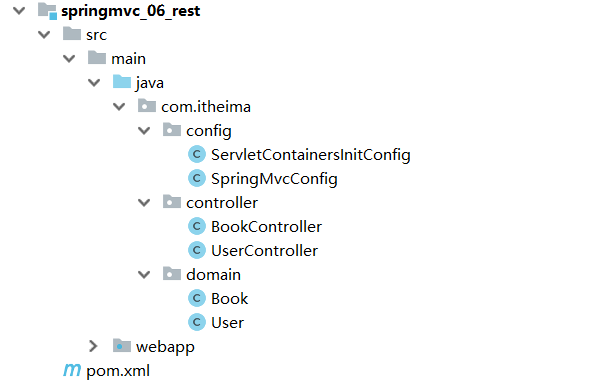 springmvc_06_rest
src
main
java
com.itheima
config
ServletContainersInitConfig
SpringMvcConfig
controller
BookController
UserController
domain
Book
User
webapp
pom.xml